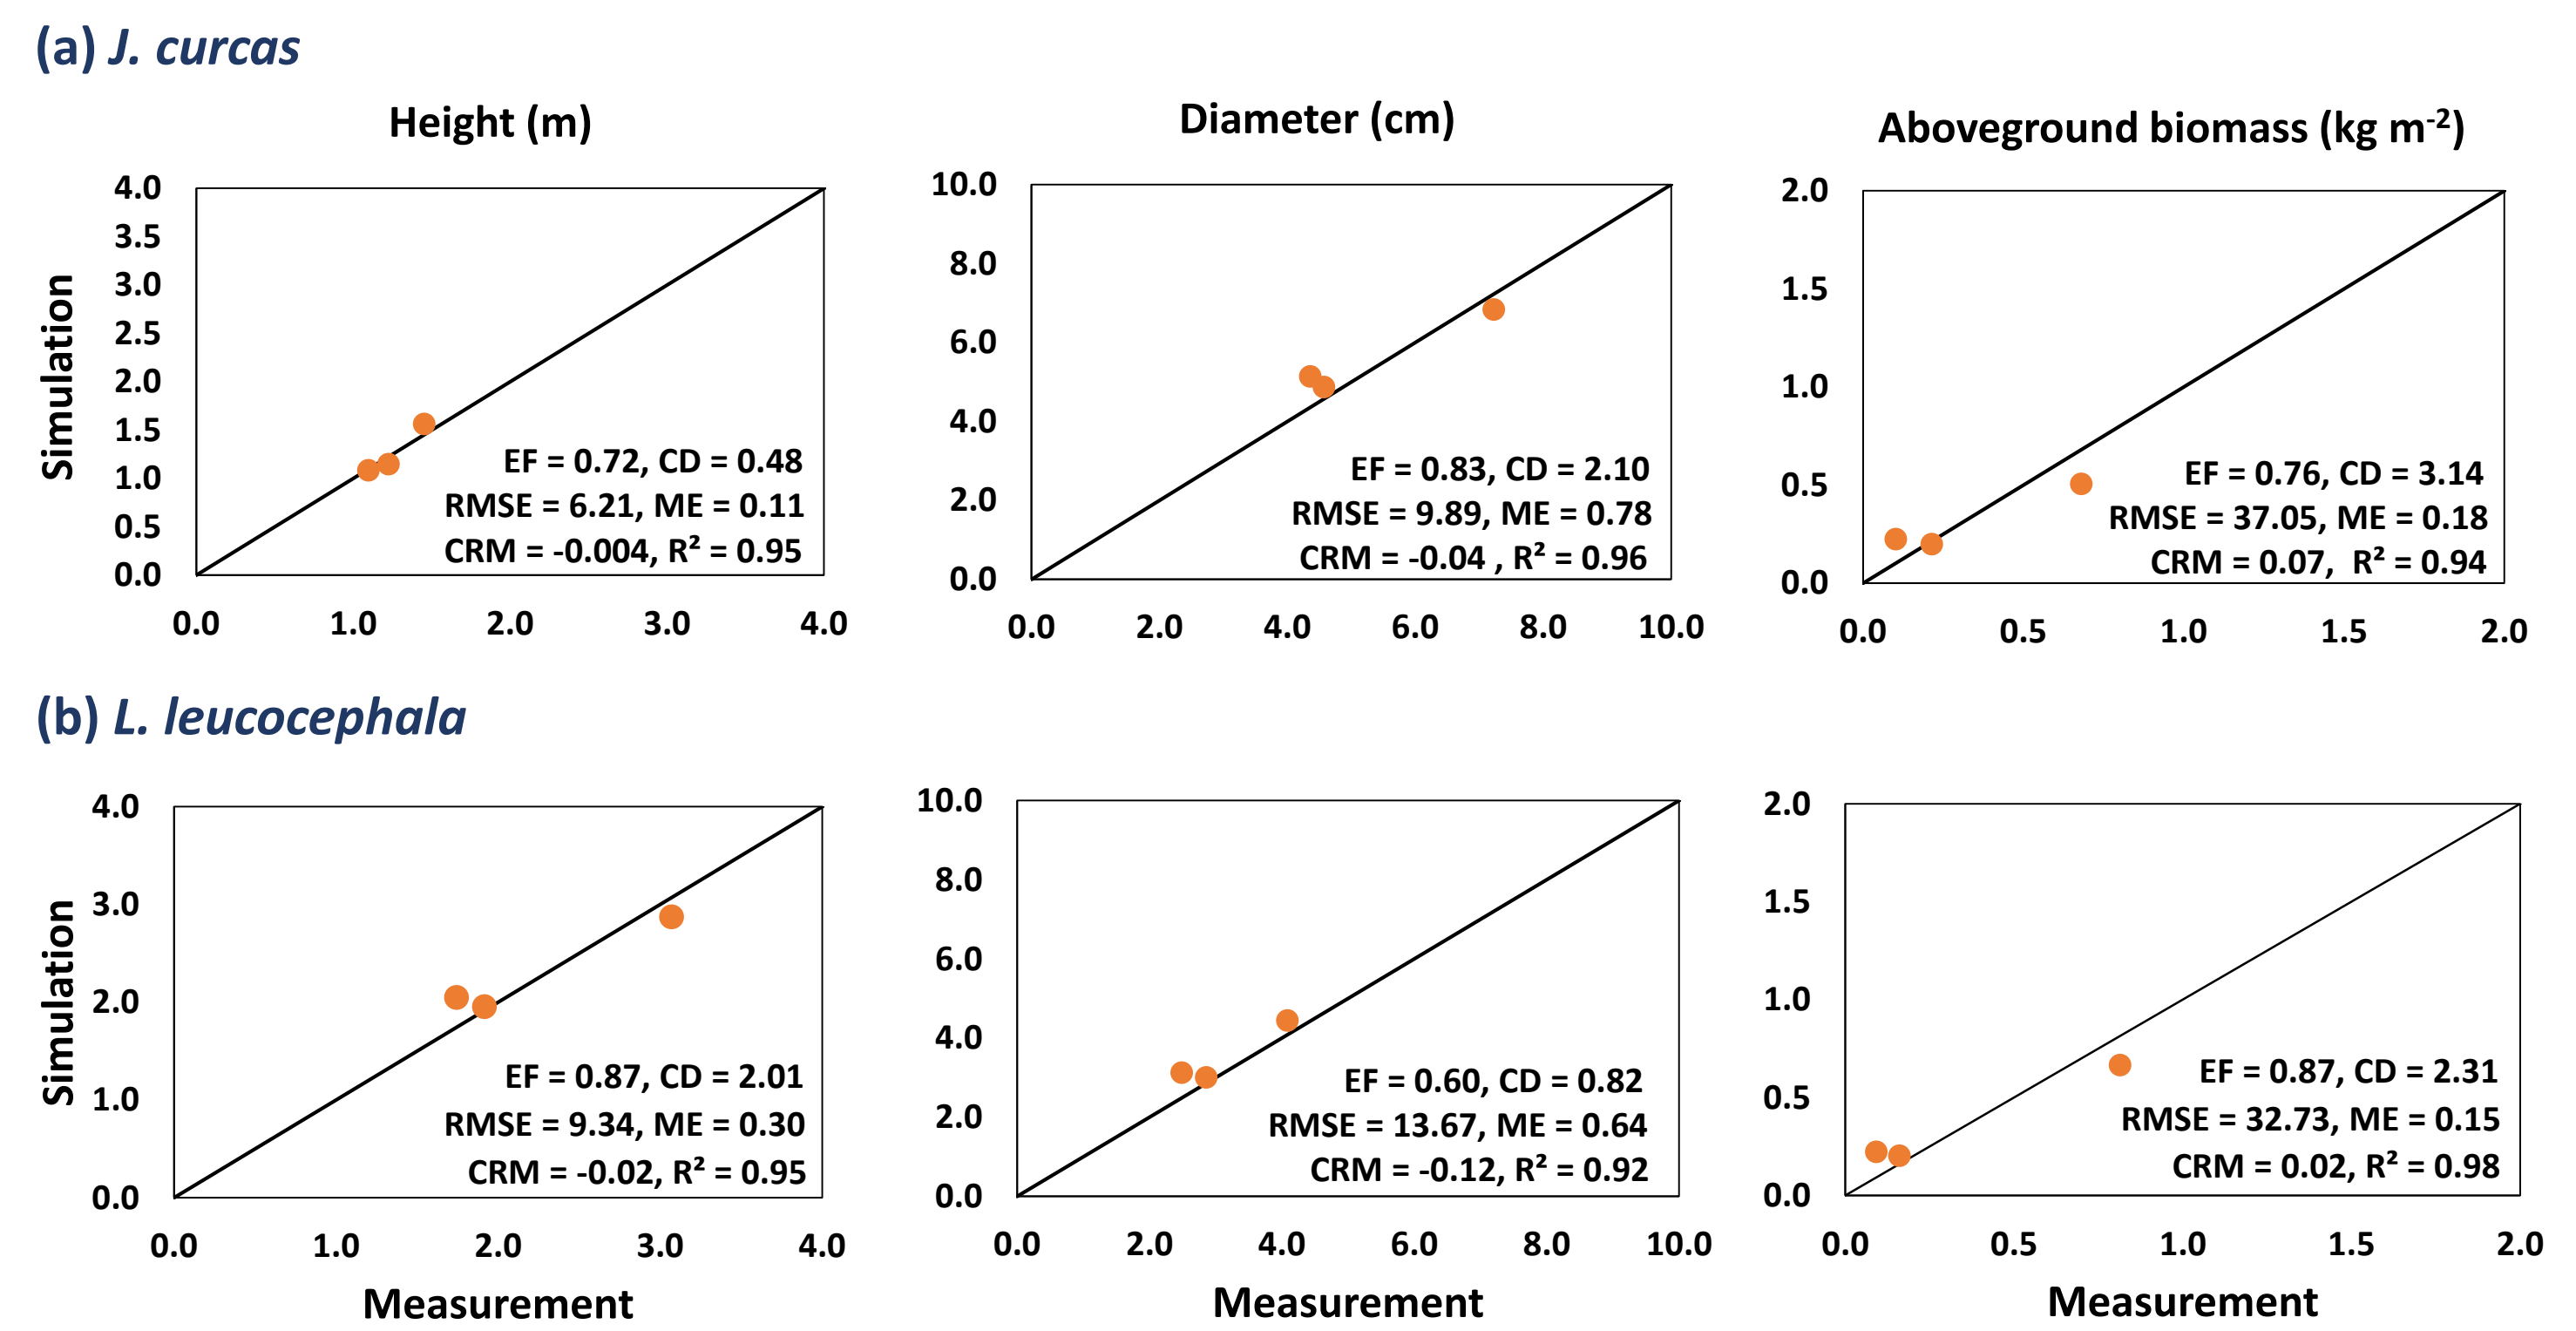 (a) J. curcas
Height (m)
Diameter (cm)
Aboveground biomass (kg m⁻²)
Simulation
4.0
3.5
3.0
2.5
2.0
1.5
1.0
0.5
0.0
EF = 0.72, CD = 0.48
RMSE = 6.21, ME = 0.11
CRM = -0.004, R² = 0.95
0.0 1.0 2.0 3.0 4.0
10.0
8.0
6.0
4.0
2.0
0.0
EF = 0.83, CD = 2.10
RMSE = 9.89, ME = 0.78
CRM = -0.04 , R² = 0.96
0.0 2.0 4.0 6.0 8.0 10.0
2.0
1.5
1.0
0.5
0.0
EF = 0.76, CD = 3.14
RMSE = 37.05, ME = 0.18
CRM = 0.07, R² = 0.94
0.0 0.5 1.0 1.5 2.0
(b) L. leucocephala
Simulation
4.0
3.0
2.0
1.0
0.0
EF = 0.87, CD = 2.01
RMSE = 9.34, ME = 0.30
CRM = -0.02, R² = 0.95
0.0 1.0 2.0 3.0 4.0
Measurement
10.0
8.0
6.0
4.0
2.0
0.0
EF = 0.60, CD = 0.82
RMSE = 13.67, ME = 0.64
CRM = -0.12, R² = 0.92
0.0 2.0 4.0 6.0 8.0 10.0
Measurement
2.0
1.5
1.0
0.5
0.0
EF = 0.87, CD = 2.31
RMSE = 32.73, ME = 0.15
CRM = 0.02, R² = 0.98
0.0 0.5 1.0 1.5 2.0
Measurement